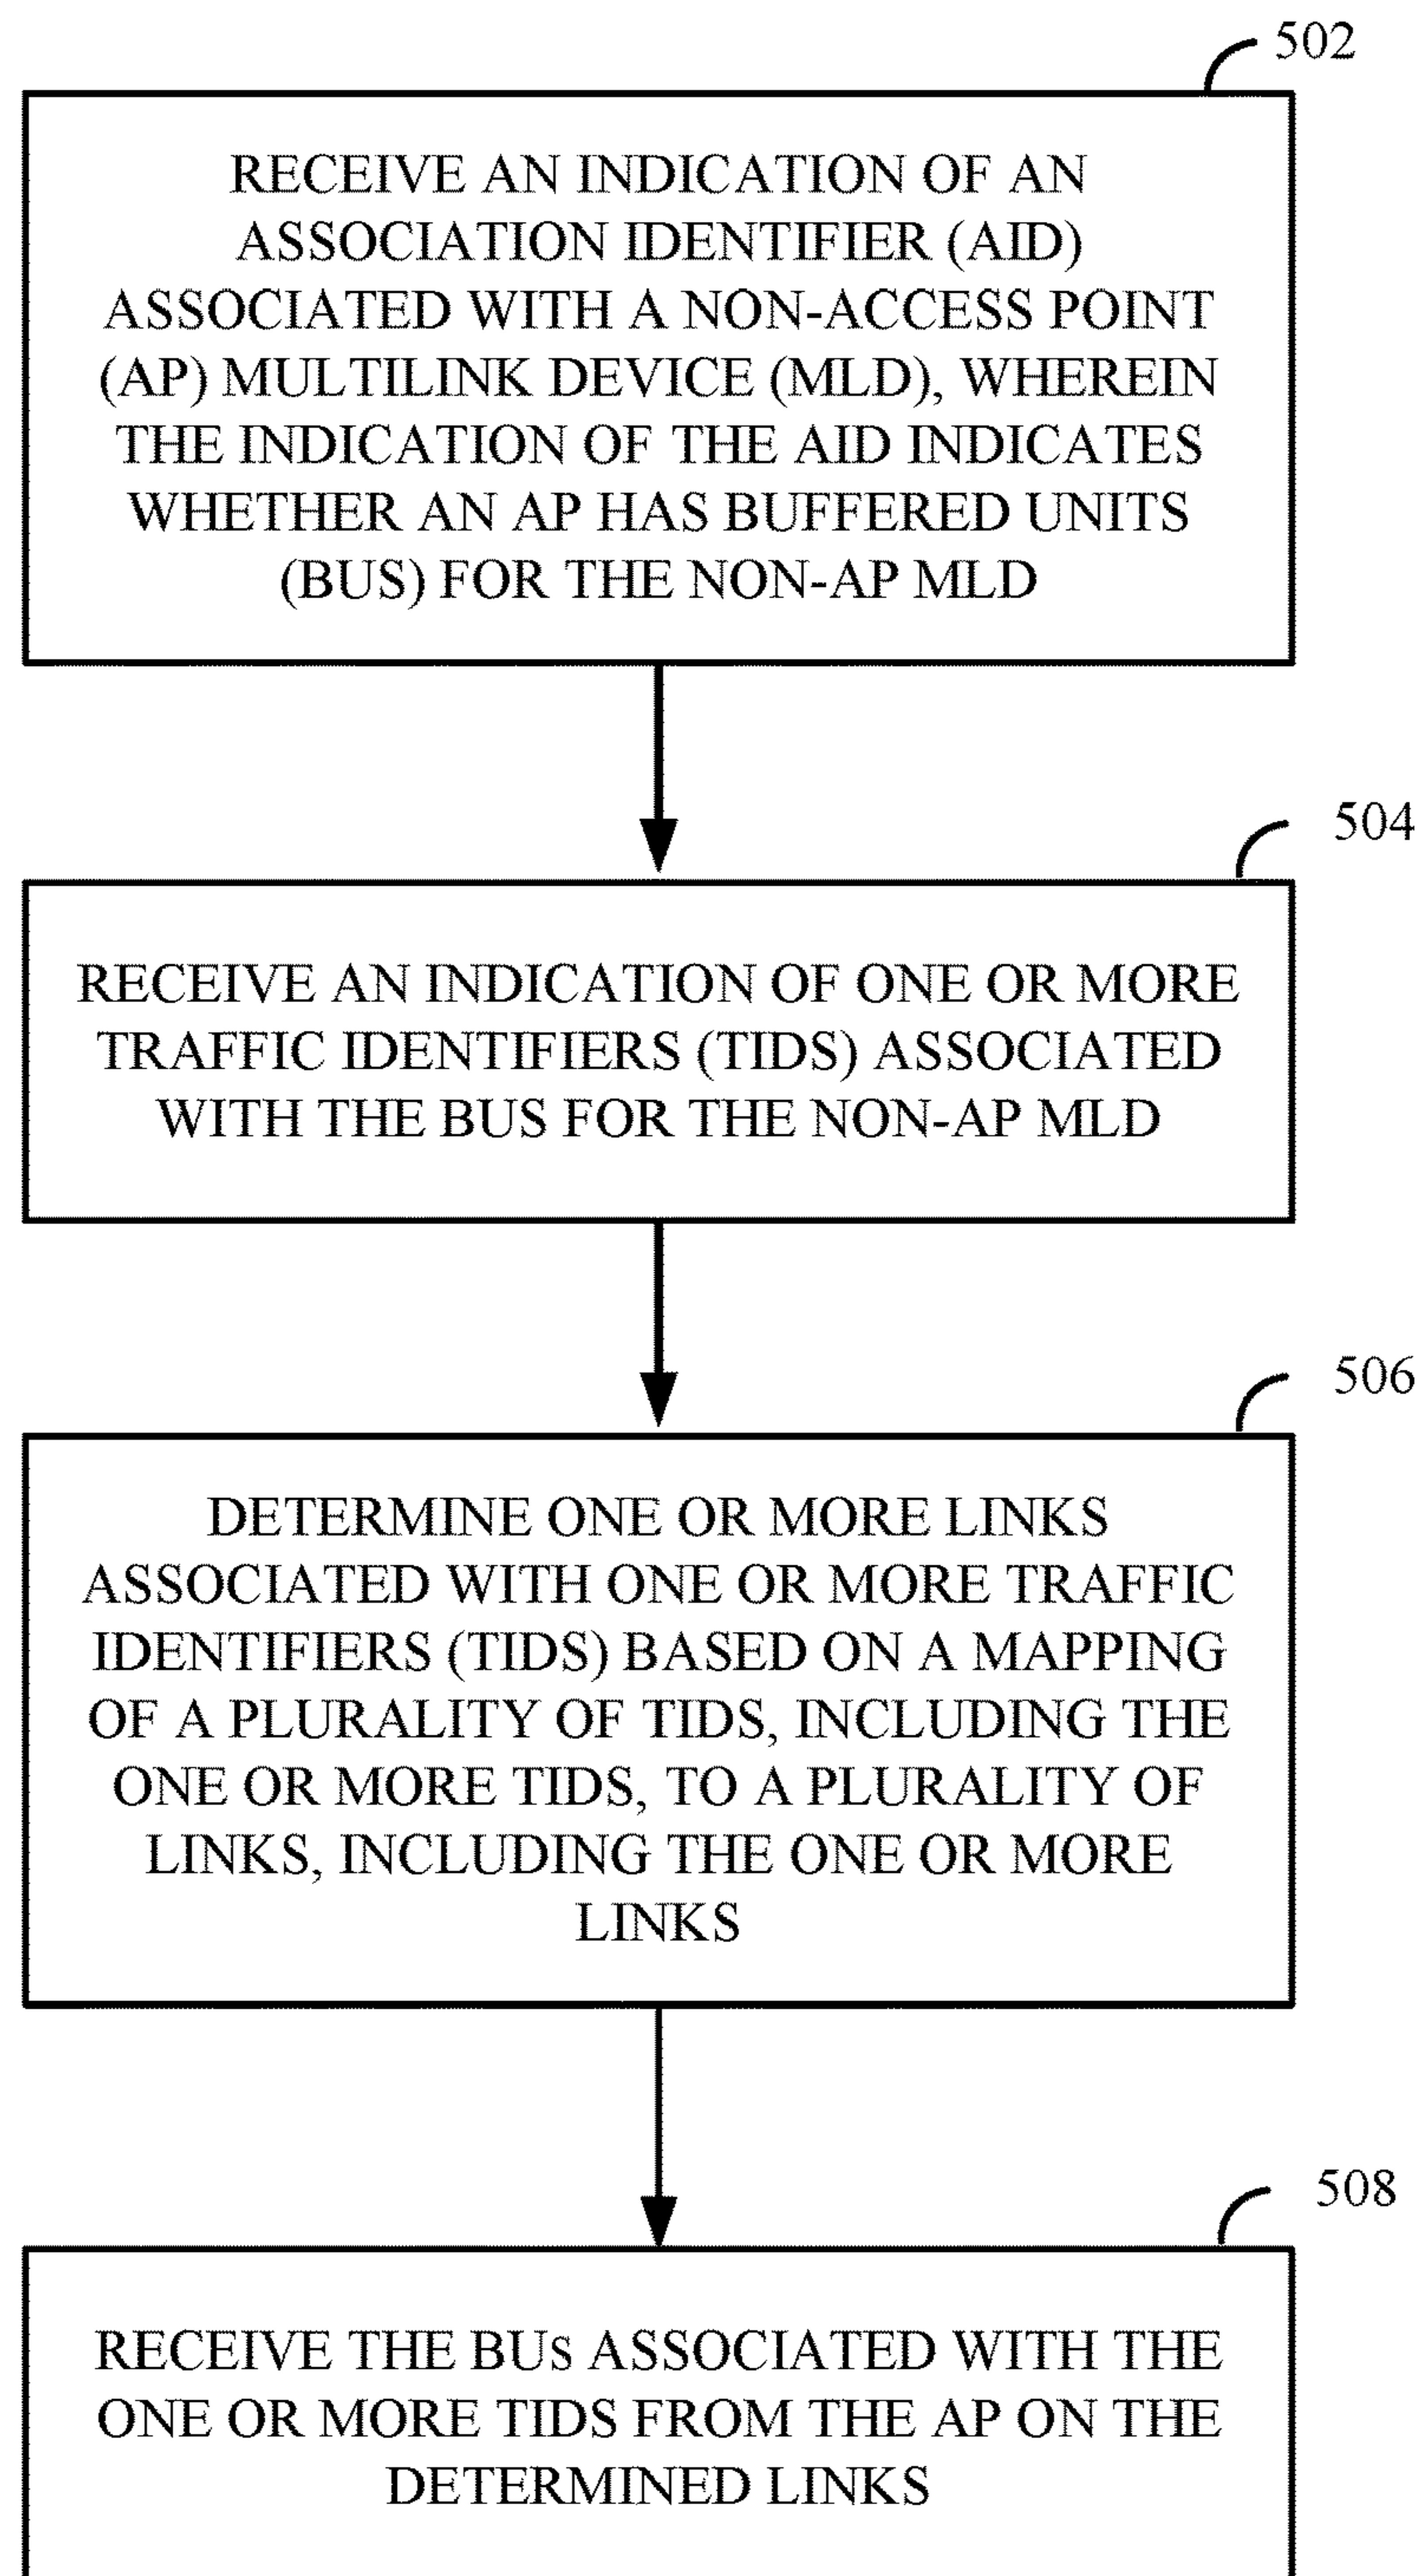 502
RECEIVE AN INDICATION OF AN
ASSOCIATION IDENTIFIER (AID)
ASSOCIATED WITH A NON-ACCESS POINT
(AP) MULTILINK DEVICE (MLD), WHEREIN
THE INDICATION OF THE AID INDICATES
WHETHER AN AP HAS BUFFERED UNITS
(BUS) FOR THE NON-AP MLD
504
RECEIVE AN INDICATION OF ONE OR MORE
TRAFFIC IDENTIFIERS (TIDS) ASSOCIATED
WITH THE BUS FOR THE NON-AP MLD
506
DETERMINE ONE OR MORE LINKS
ASSOCIATED WITH ONE OR MORE TRAFFIC
IDENTIFIERS (TIDS) BASED ON A MAPPING
OF A PLURALITY OF TIDS, INCLUDING THE
ONE OR MORE TIDS, TO A PLURALITY OF
LINKS, INCLUDING THE ONE OR MORE
LINKS
508
RECEIVE THE BUs ASSOCIATED WITH THE
ONE OR MORE TIDS FROM THE AP ON THE
DETERMINED LINKS